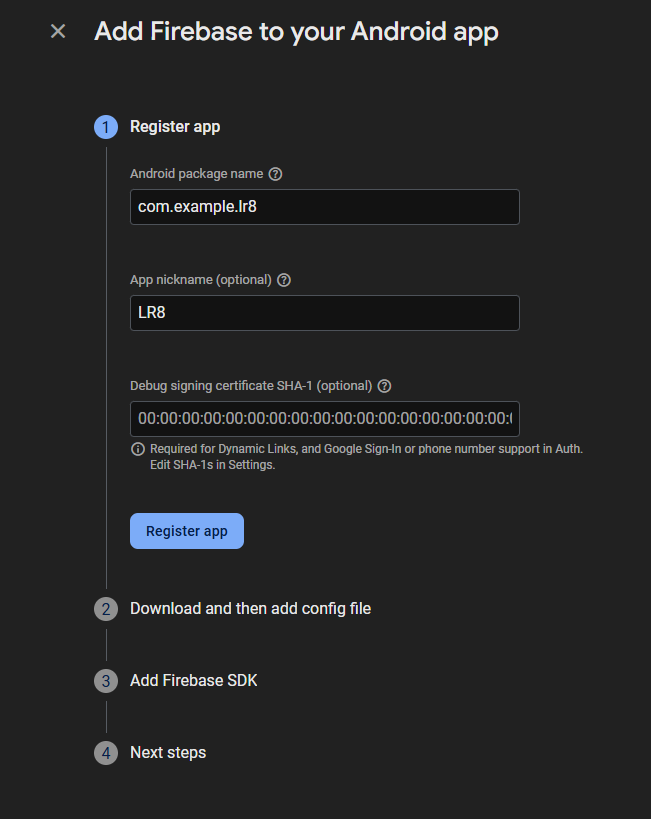 Add Firebase to your Android app
1 Register app
Android package name
com.example.lr8
App nickname (optional)
LR8
Debug signing certificate SHA-1 (optional)
00:00:00:00:00:00:00:00:00:00:00:00:00:00:00:00:00:
Required for Dynamic Links, and Google Sign-In or phone number support in Auth.
Edit SHA-1s in Settings.
Register app
2 Download and then add config file
3 Add Firebase SDK
4 Next steps